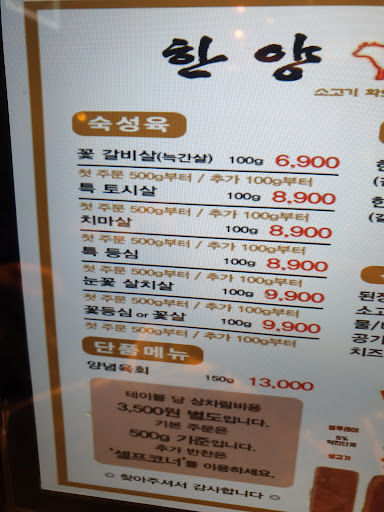 한 양
소고기
숙성육
꽃 갈비살(늑간살) 100g 6,900
첫 주문 500g부터 / 추가 100g부터
특 토시살 100g 8,900
첫 주문 500g부터 / 추가 100g부터
치마살 100g 8,900
첫 주문 500g부터 / 추가 100g부터
특 등심 100g 8,900
첫 주문 500g부터 / 추가 100g부터
눈꽃 살치살 100g 9,900
첫 주문 500g부터 / 추가 100g부터
꽃등심 or 꽃살 100g 9,900
첫 주문 500g부터 / 추가 100g부터
단품메뉴
양념육회 150g 13,000
테이블 당 상차림비용
3,500원 별도입니다.
기본 주문은
500g 기준입니다.
추가 반찬은
'셀프코너'를 이용하세요.
찾아주셔서 감사합니다
된
소고
물/
공기
치즈